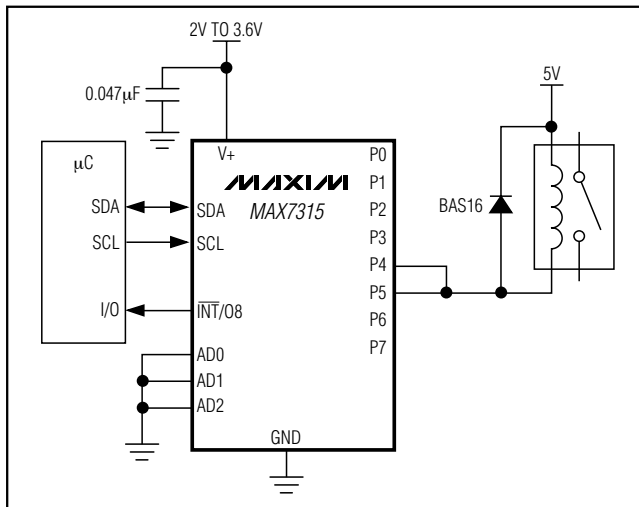 2V TO 3.6V
0.047μF
5V
μC
V+
P0
MAXIM
P1
SDA
SDA
MAX7315
P2
BAS16
SCL
SCL
P3
P4
P5
I/O
INT/O8
P6
AD0
P7
AD1
AD2
GND